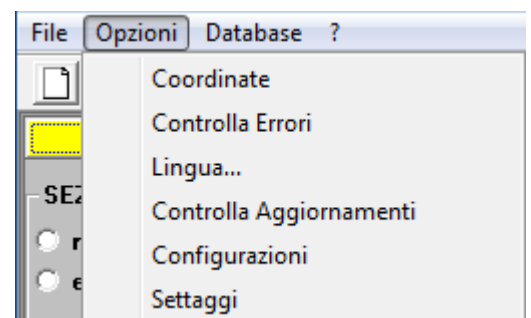 File Opzioni Database ?
Coordinate
Controlla Errori
Lingua...
Controlla Aggiornamenti
Configurazioni
Settaggi